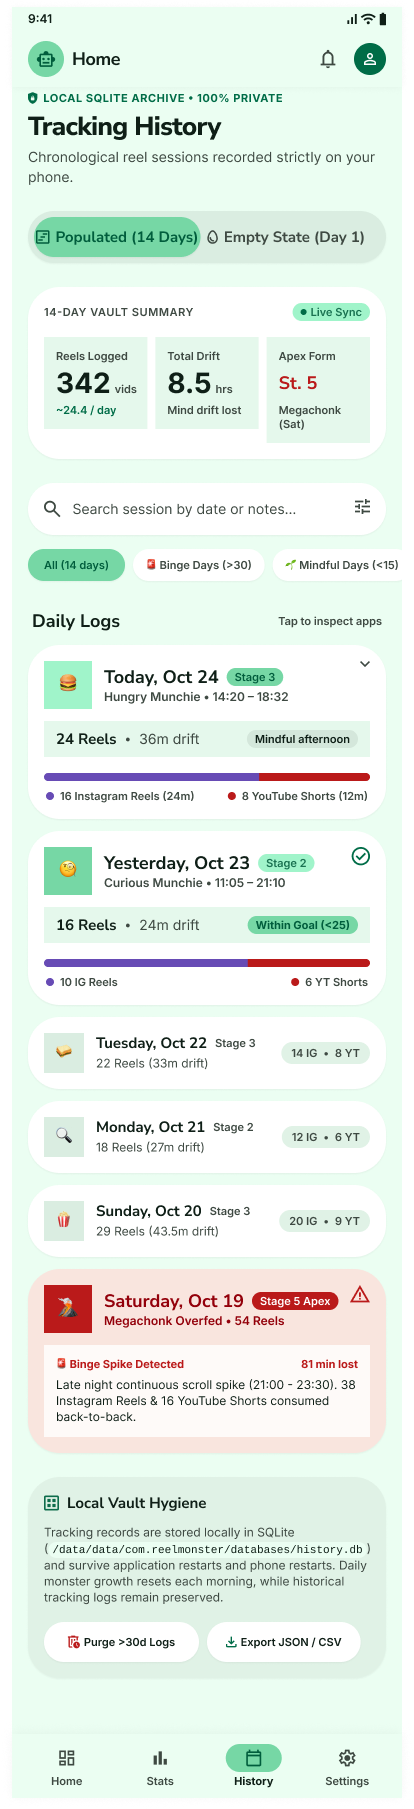 9:41
Home
LOCAL SQLITE ARCHIVE • 100% PRIVATE
Tracking History
Chronological reel sessions recorded strictly on your
phone.
Populated (14 Days)
Empty State (Day 1)
14-DAY VAULT SUMMARY
Live Sync
Reels Logged
342 vids
~24.4 / day
Total Drift
8.5 hrs
Mind drift lost
Apex Form
St. 5
Megachonk
(Sat)
Search session by date or notes...
All (14 days)
Binge Days (>30)
Mindful Days (<15)
Daily Logs
Tap to inspect apps
Today, Oct 24 Stage 3
Hungry Munchie • 14:20 – 18:32
24 Reels • 36m drift
Mindful afternoon
16 Instagram Reels (24m)
8 YouTube Shorts (12m)
Yesterday, Oct 23 Stage 2
Curious Munchie • 11:05 – 21:10
16 Reels • 24m drift
Within Goal (<25)
10 IG Reels
6 YT Shorts
Tuesday, Oct 22 Stage 3
22 Reels (33m drift)
14 IG • 8 YT
Monday, Oct 21 Stage 2
18 Reels (27m drift)
12 IG • 6 YT
Sunday, Oct 20 Stage 3
29 Reels (43.5m drift)
20 IG • 9 YT
Saturday, Oct 19 Stage 5 Apex
Megachonk Overfed • 54 Reels
Binge Spike Detected
81 min lost
Late night continuous scroll spike (21:00 - 23:30). 38
Instagram Reels & 16 YouTube Shorts consumed
back-to-back.
Local Vault Hygiene
Tracking records are stored locally in SQLite
( /data/data/com.reelmonster/databases/history.db )
and survive application restarts and phone restarts. Daily
monster growth resets each morning, while historical
tracking logs remain preserved.
Purge >30d Logs
Export JSON / CSV
Home
Stats
History
Settings